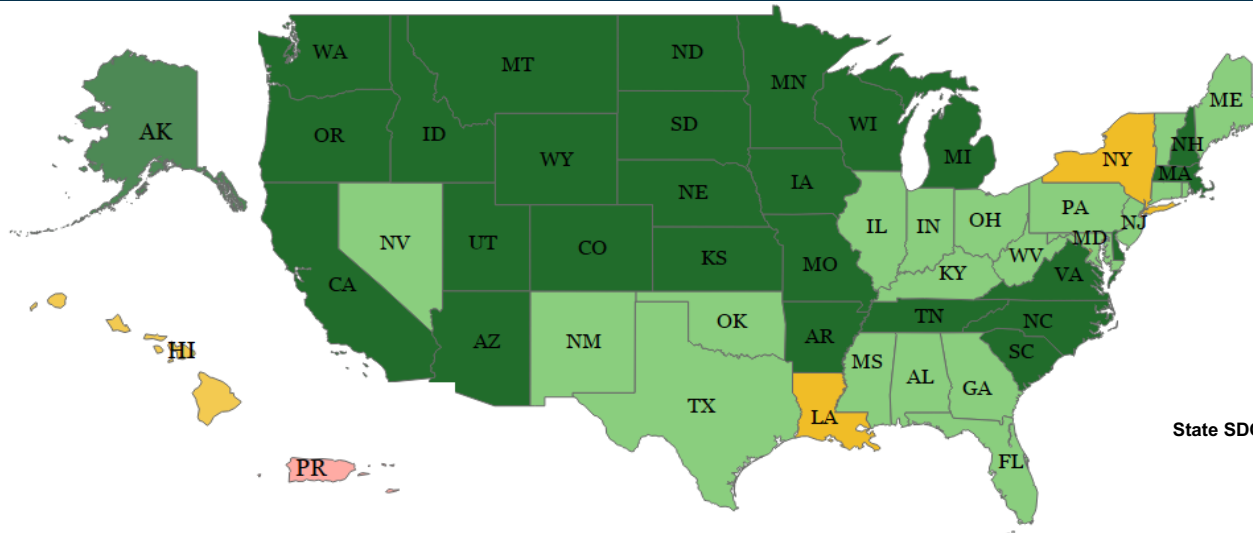 WA
MT
ND
MN
ME
AK
OR
ID
SD
WI
WY
MI
NY
NH
MA
NE
IA
NV
UT
CO
IL
IN
OH
PA
NJ
MD
KS
MO
WV
KY
VA
CA
TN
NC
AZ
NM
OK
AR
SC
HI
MS
AL
GA
TX
LA
State SDG
FL
PR